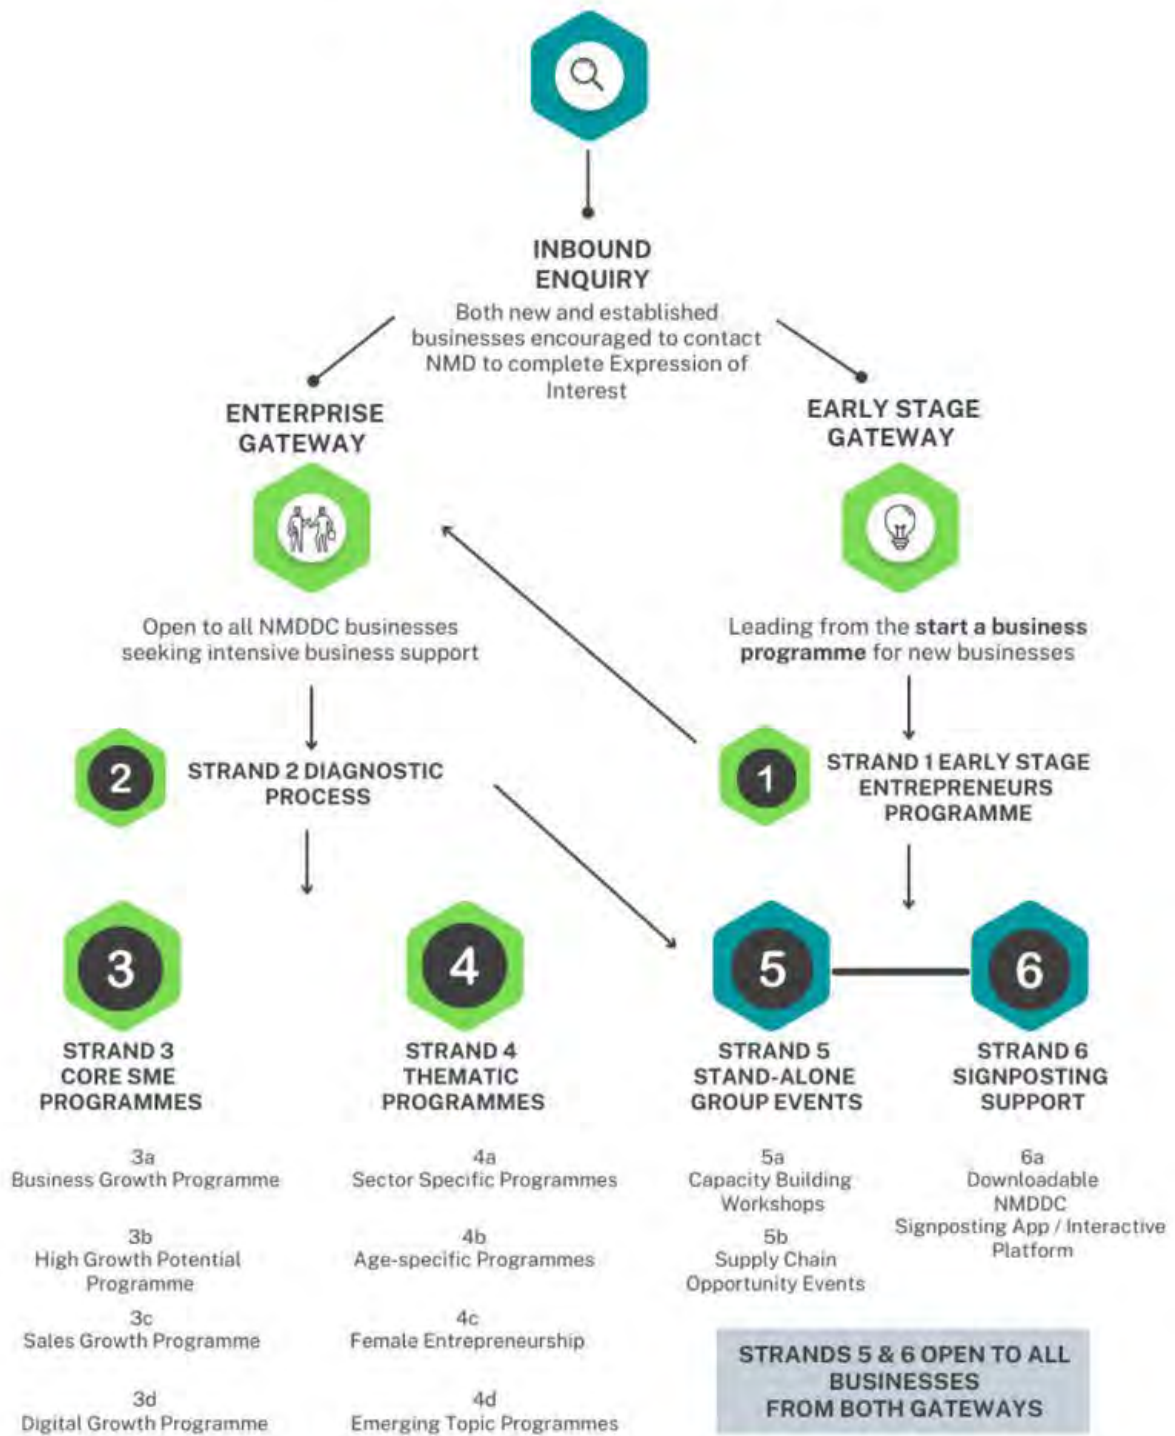 INBOUND
ENQUIRY
Both new and established
businesses encouraged to contact
NMD to complete Expression of
Interest
ENTERPRISE
GATEWAY
EARLY STAGE
GATEWAY
Open to all NMDDC businesses
seeking intensive business support
Leading from the start a business
programme for new businesses
2
STRAND 2 DIAGNOSTIC
PROCESS
1
STRAND 1 EARLY STAGE
ENTREPRENEURS
PROGRAMME
3
STRAND 3
CORE SME
PROGRAMMES
3a
Business Growth Programme
3b
High Growth Potential
Programme
3c
Sales Growth Programme
3d
Digital Growth Programme
4
STRAND 4
THEMATIC
PROGRAMMES
4a
Sector Specific Programmes
4b
Age-specific Programmes
4c
Female Entrepreneurship
4d
Emerging Topic Programmes
5
STRAND 5
STAND-ALONE
GROUP EVENTS
5a
Capacity Building
Workshops
5b
Supply Chain
Opportunity Events
6
STRAND 6
SIGNPOSTING
SUPPORT
6a
Downloadable
NMDDC
Signposting App / Interactive
Platform
STRANDS 5 & 6 OPEN TO ALL
BUSINESSES
FROM BOTH GATEWAYS